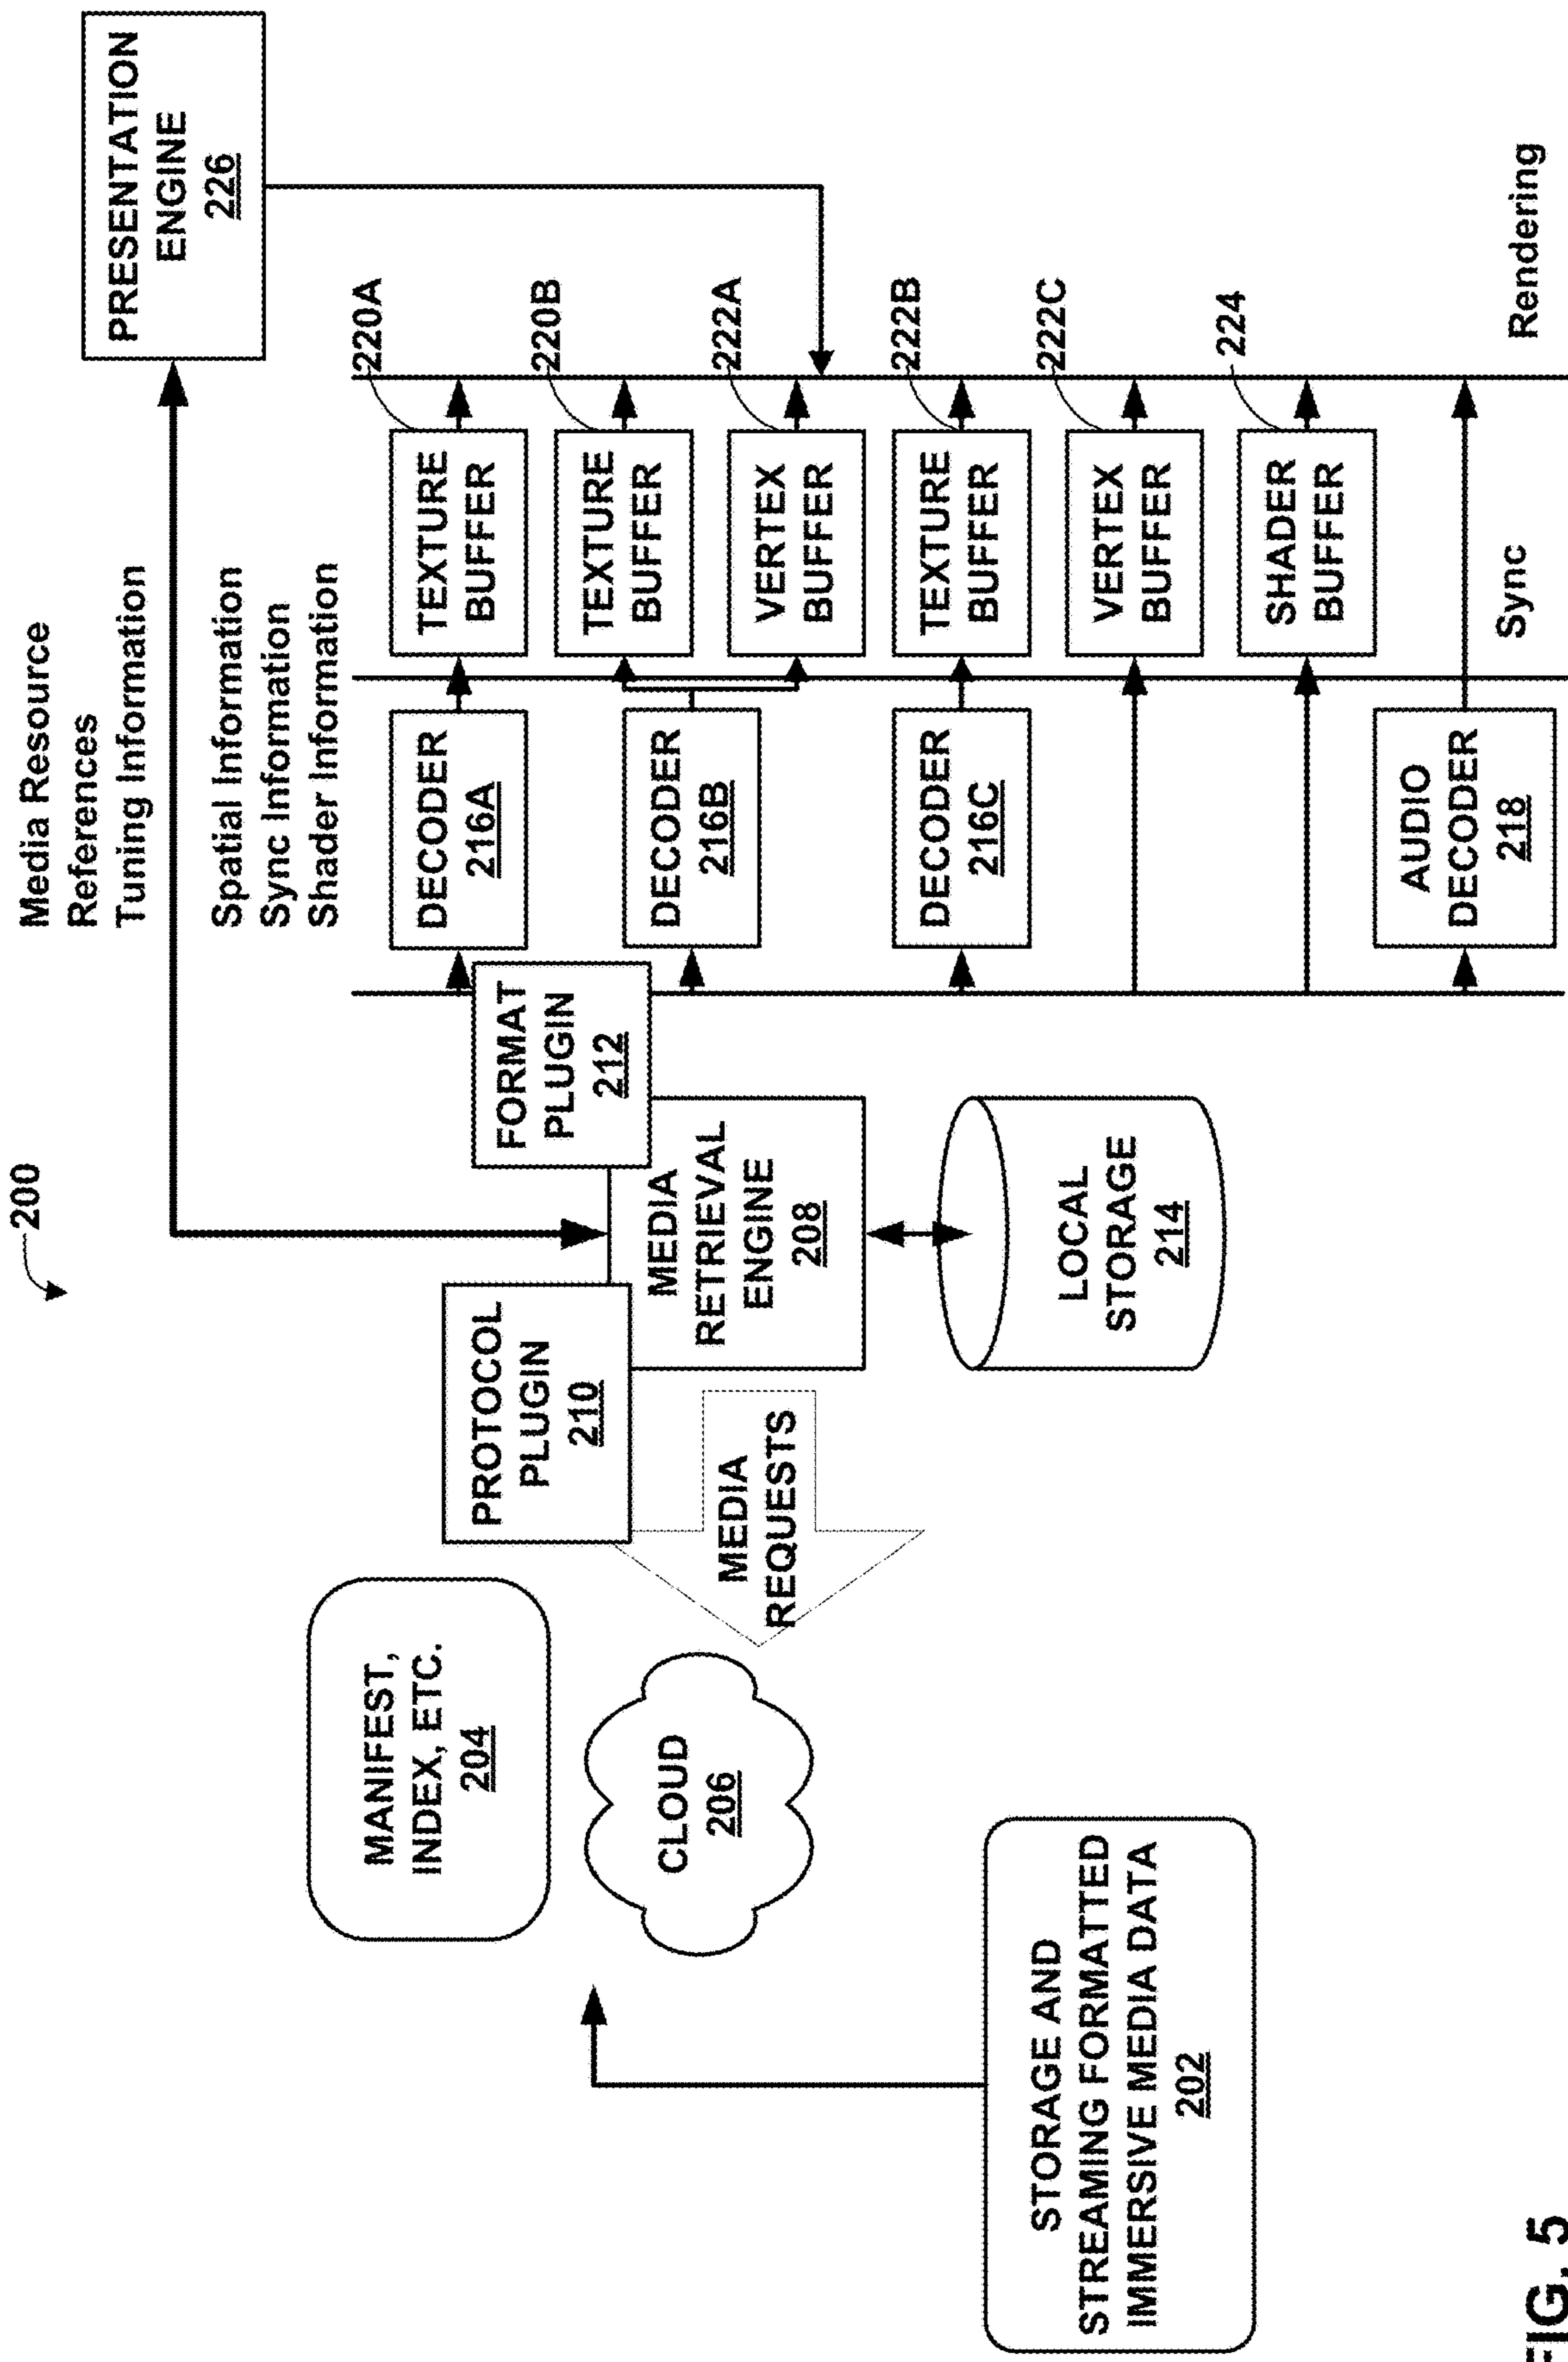 200
Media Resource
References
Tuning Information
PRESENTATION
ENGINE
226
Spatial Information
Sync Information
Shader Information
MANIFEST,
INDEX, ETC.
204
PROTOCOL
PLUGIN
210
FORMAT
PLUGIN
212
CLOUD
206
MEDIA
REQUESTS
MEDIA
RETRIEVAL
ENGINE
208
LOCAL
STORAGE
214
STORAGE AND
STREAMING FORMATTED
IMMERSIVE MEDIA DATA
202
DECODER
216A
TEXTURE
BUFFER
220A
DECODER
216B
TEXTURE
BUFFER
220B
VERTEX
BUFFER
222A
DECODER
216C
TEXTURE
BUFFER
222B
VERTEX
BUFFER
222C
SHADER
BUFFER
224
AUDIO
DECODER
218
Sync
Rendering
FIG. 5